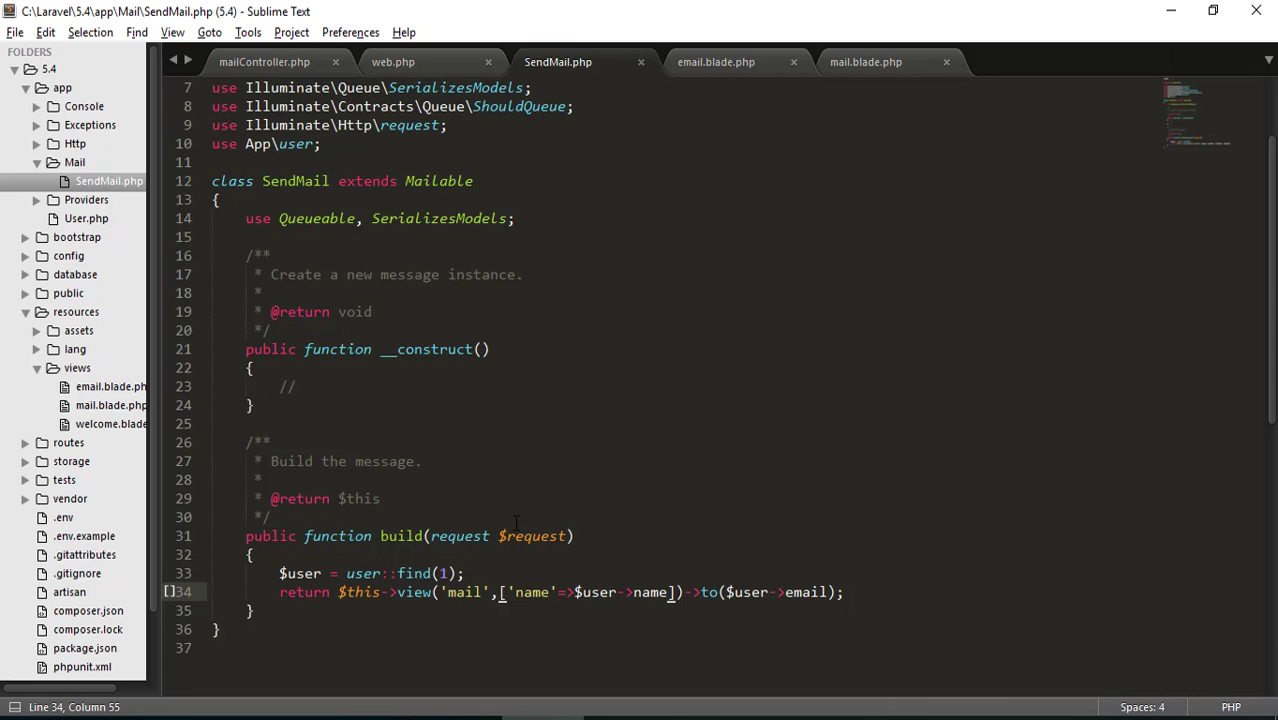 C:\Laravel\5.4\app\Mail\SendMail.php (5.4) - Sublime Text
File Edit Selection Find View Goto Tools Project Preferences Help
FOLDERS
5.4
app
Console
Exceptions
Http
Mail
SendMail.php
Providers
User.php
bootstrap
config
database
public
resources
assets
lang
views
email.blade.ph
mail.blade.php
welcome.blade
routes
storage
tests
vendor
.env
.env.example
.gitattributes
.gitignore
artisan
composer.json
composer.lock
package.json
phpunit.xml
mailController.php × web.php × SendMail.php × email.blade.php × mail.blade.php ×
7 use Illuminate\Queue\SerializesModels;
8 use Illuminate\Contracts\Queue\ShouldQueue;
9 use Illuminate\Http\request;
10 use App\user;
11
12 class SendMail extends Mailable
13 {
14 use Queueable, SerializesModels;
15
16 /**
17 * Create a new message instance.
18 *
19 * @return void
20 */
21 public function __construct()
22 {
23 //
24 }
25
26 /**
27 * Build the message.
28 *
29 * @return $this
30 */
31 public function build(request $request)
32 {
33 $user = user::find(1);
[]34 return $this->view('mail',['name'=>$user->name])->to($user->email);
35 }
36 }
37
Line 34, Column 55 Spaces: 4 PHP